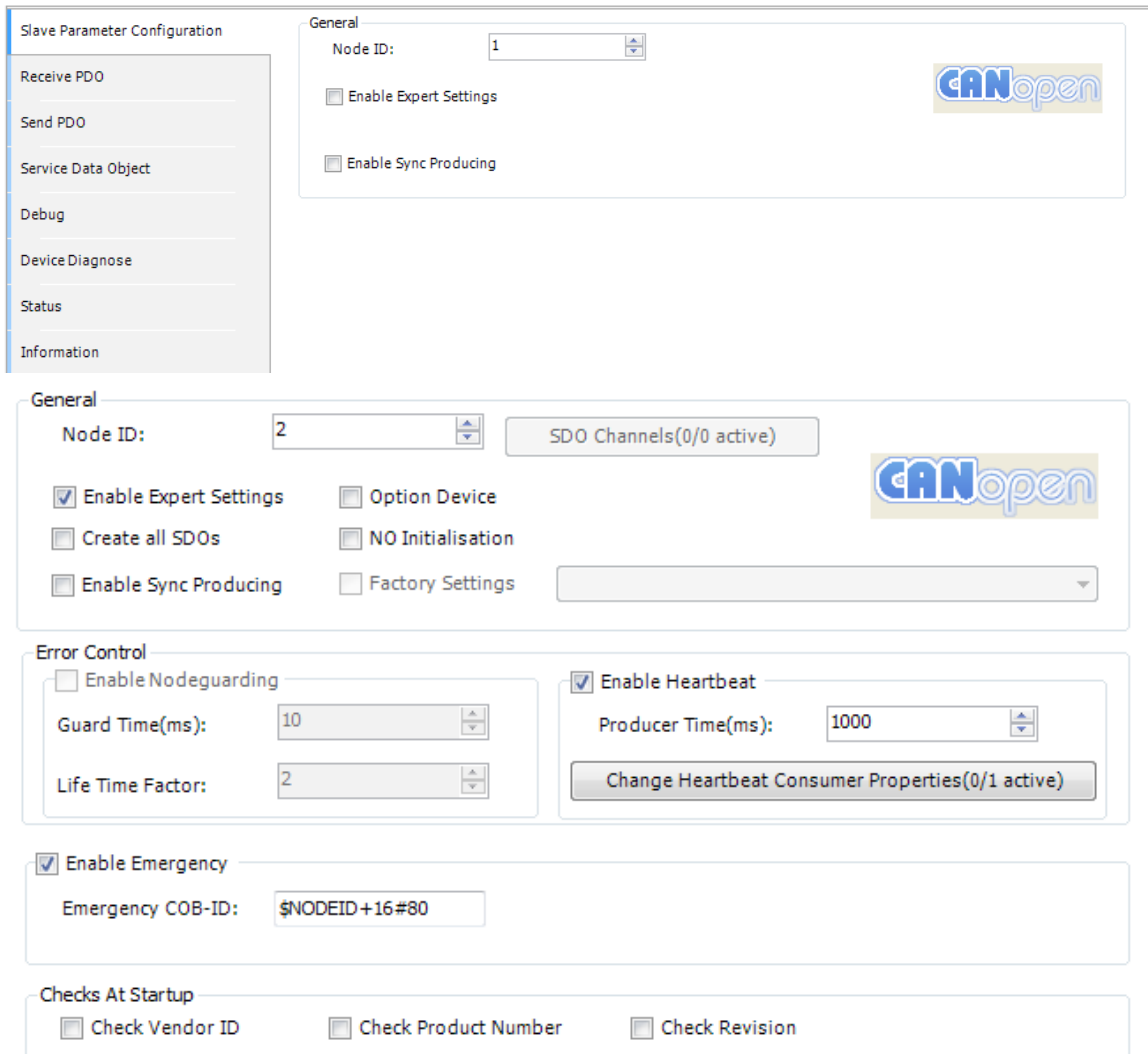 Slave Parameter Configuration
Receive PDO
Send PDO
Service Data Object
Debug
Device Diagnose
Status
Information
General
Node ID: 1
Enable Expert Settings
Enable Sync Producing
CANopen
General
Node ID: 2 SDO Channels(0/0 active)
CANopen
Enable Expert Settings Option Device
Create all SDOs NO Initialisation
Enable Sync Producing Factory Settings
Error Control
Enable Nodeguarding
Guard Time(ms): 10
Life Time Factor: 2
Enable Heartbeat
Producer Time(ms): 1000
Change Heartbeat Consumer Properties(0/1 active)
Enable Emergency
Emergency COB-ID: $NODEID+16#80
Checks At Startup
Check Vendor ID Check Product Number Check Revision